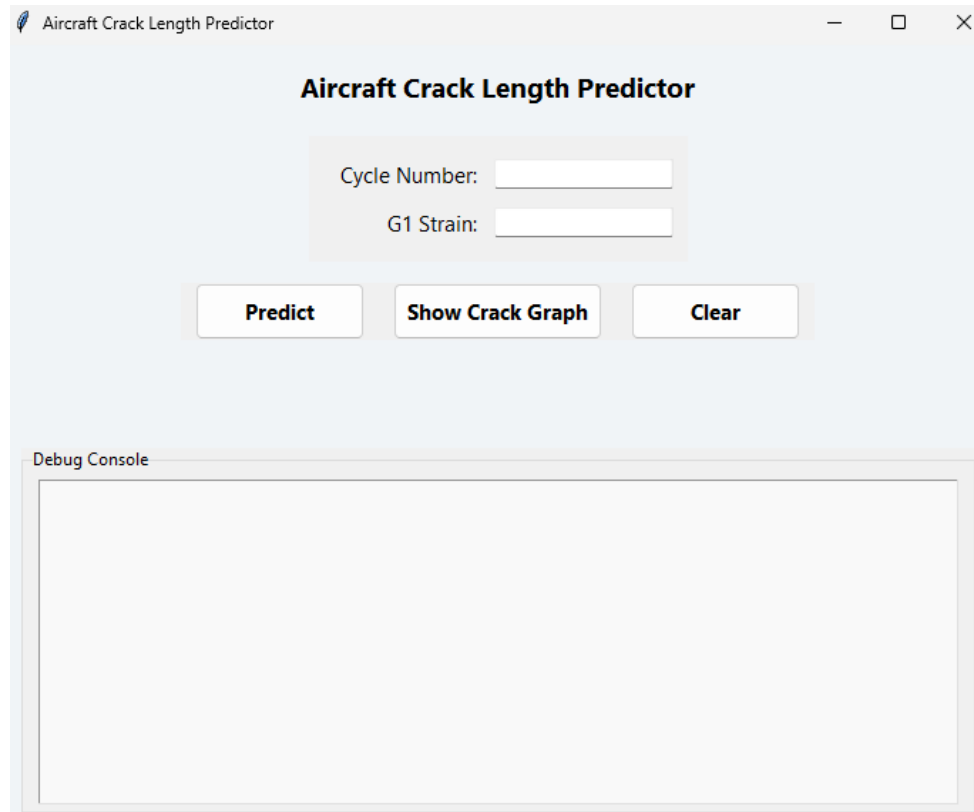 Aircraft Crack Length Predictor
Aircraft Crack Length Predictor
Cycle Number:
G1 Strain:
Predict Show Crack Graph Clear
Debug Console